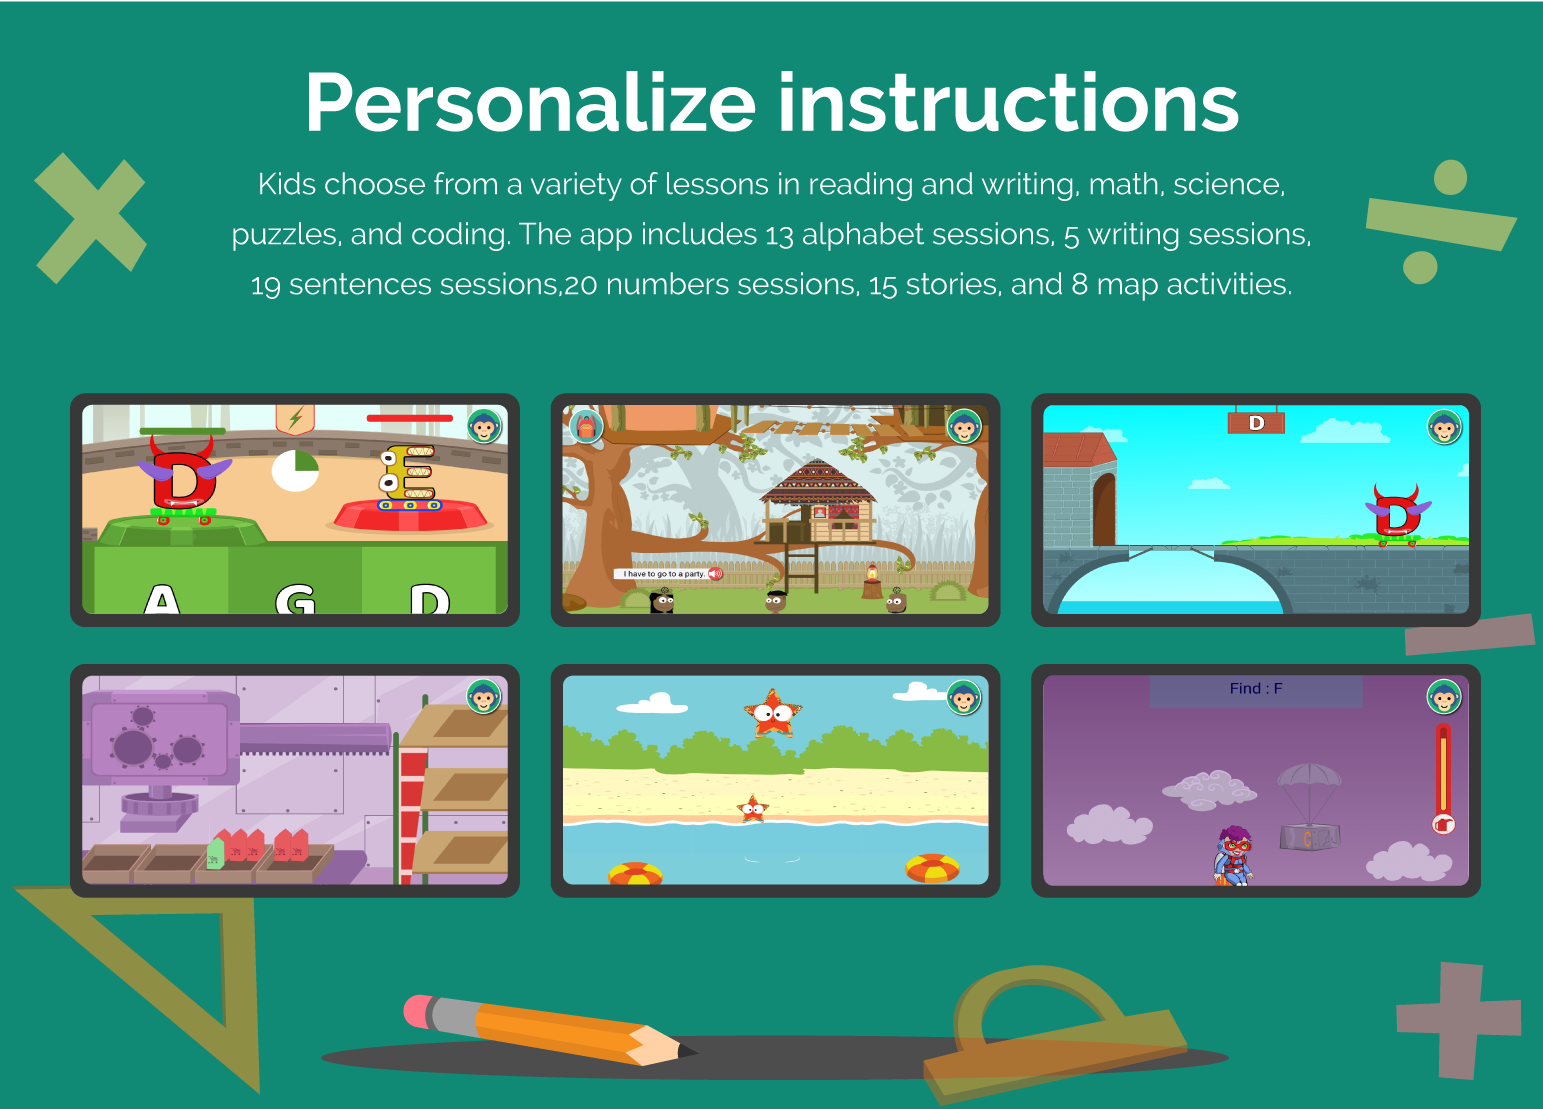 Personalize instructions
Kids choose from a variety of lessons in reading and writing, math, science,
puzzles, and coding. The app includes 13 alphabet sessions, 5 writing sessions,
19 sentences sessions,20 numbers sessions, 15 stories, and 8 map activities.
D
E
A G D
I have to go to a party.
D
D
Find : F
G